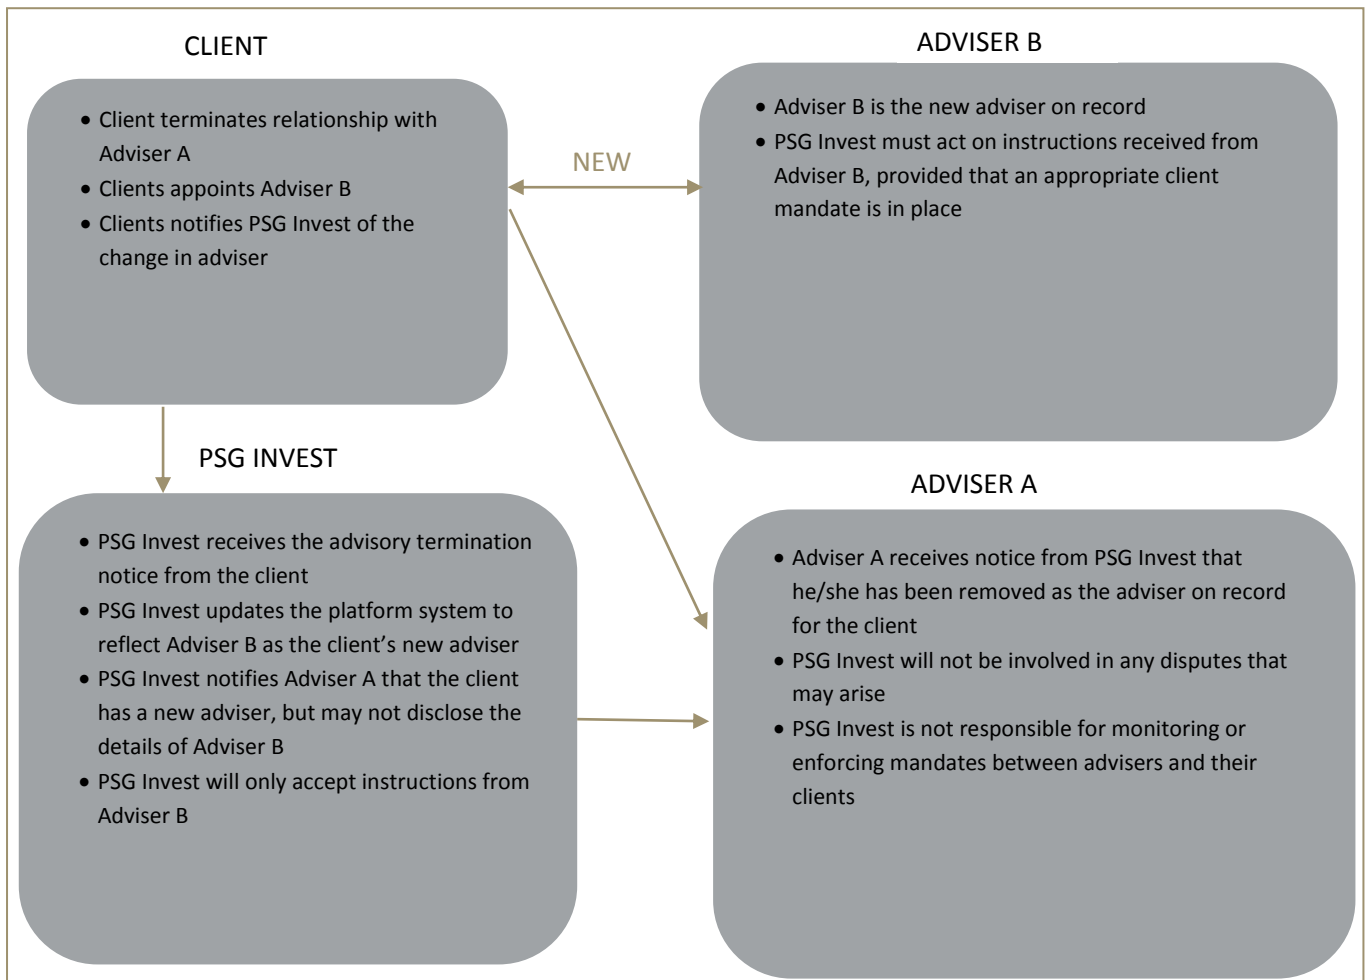 CLIENT
• Client terminates relationship with
Adviser A
• Clients appoints Adviser B
• Clients notifies PSG Invest of the
change in adviser
NEW
ADVISER B
• Adviser B is the new adviser on record
• PSG Invest must act on instructions received from
Adviser B, provided that an appropriate client
mandate is in place
PSG INVEST
• PSG Invest receives the advisory termination
notice from the client
• PSG Invest updates the platform system to
reflect Adviser B as the client’s new adviser
• PSG Invest notifies Adviser A that the client
has a new adviser, but may not disclose the
details of Adviser B
• PSG Invest will only accept instructions from
Adviser B
ADVISER A
• Adviser A receives notice from PSG Invest that
he/she has been removed as the adviser on record
for the client
• PSG Invest will not be involved in any disputes that
may arise
• PSG Invest is not responsible for monitoring or
enforcing mandates between advisers and their
clients